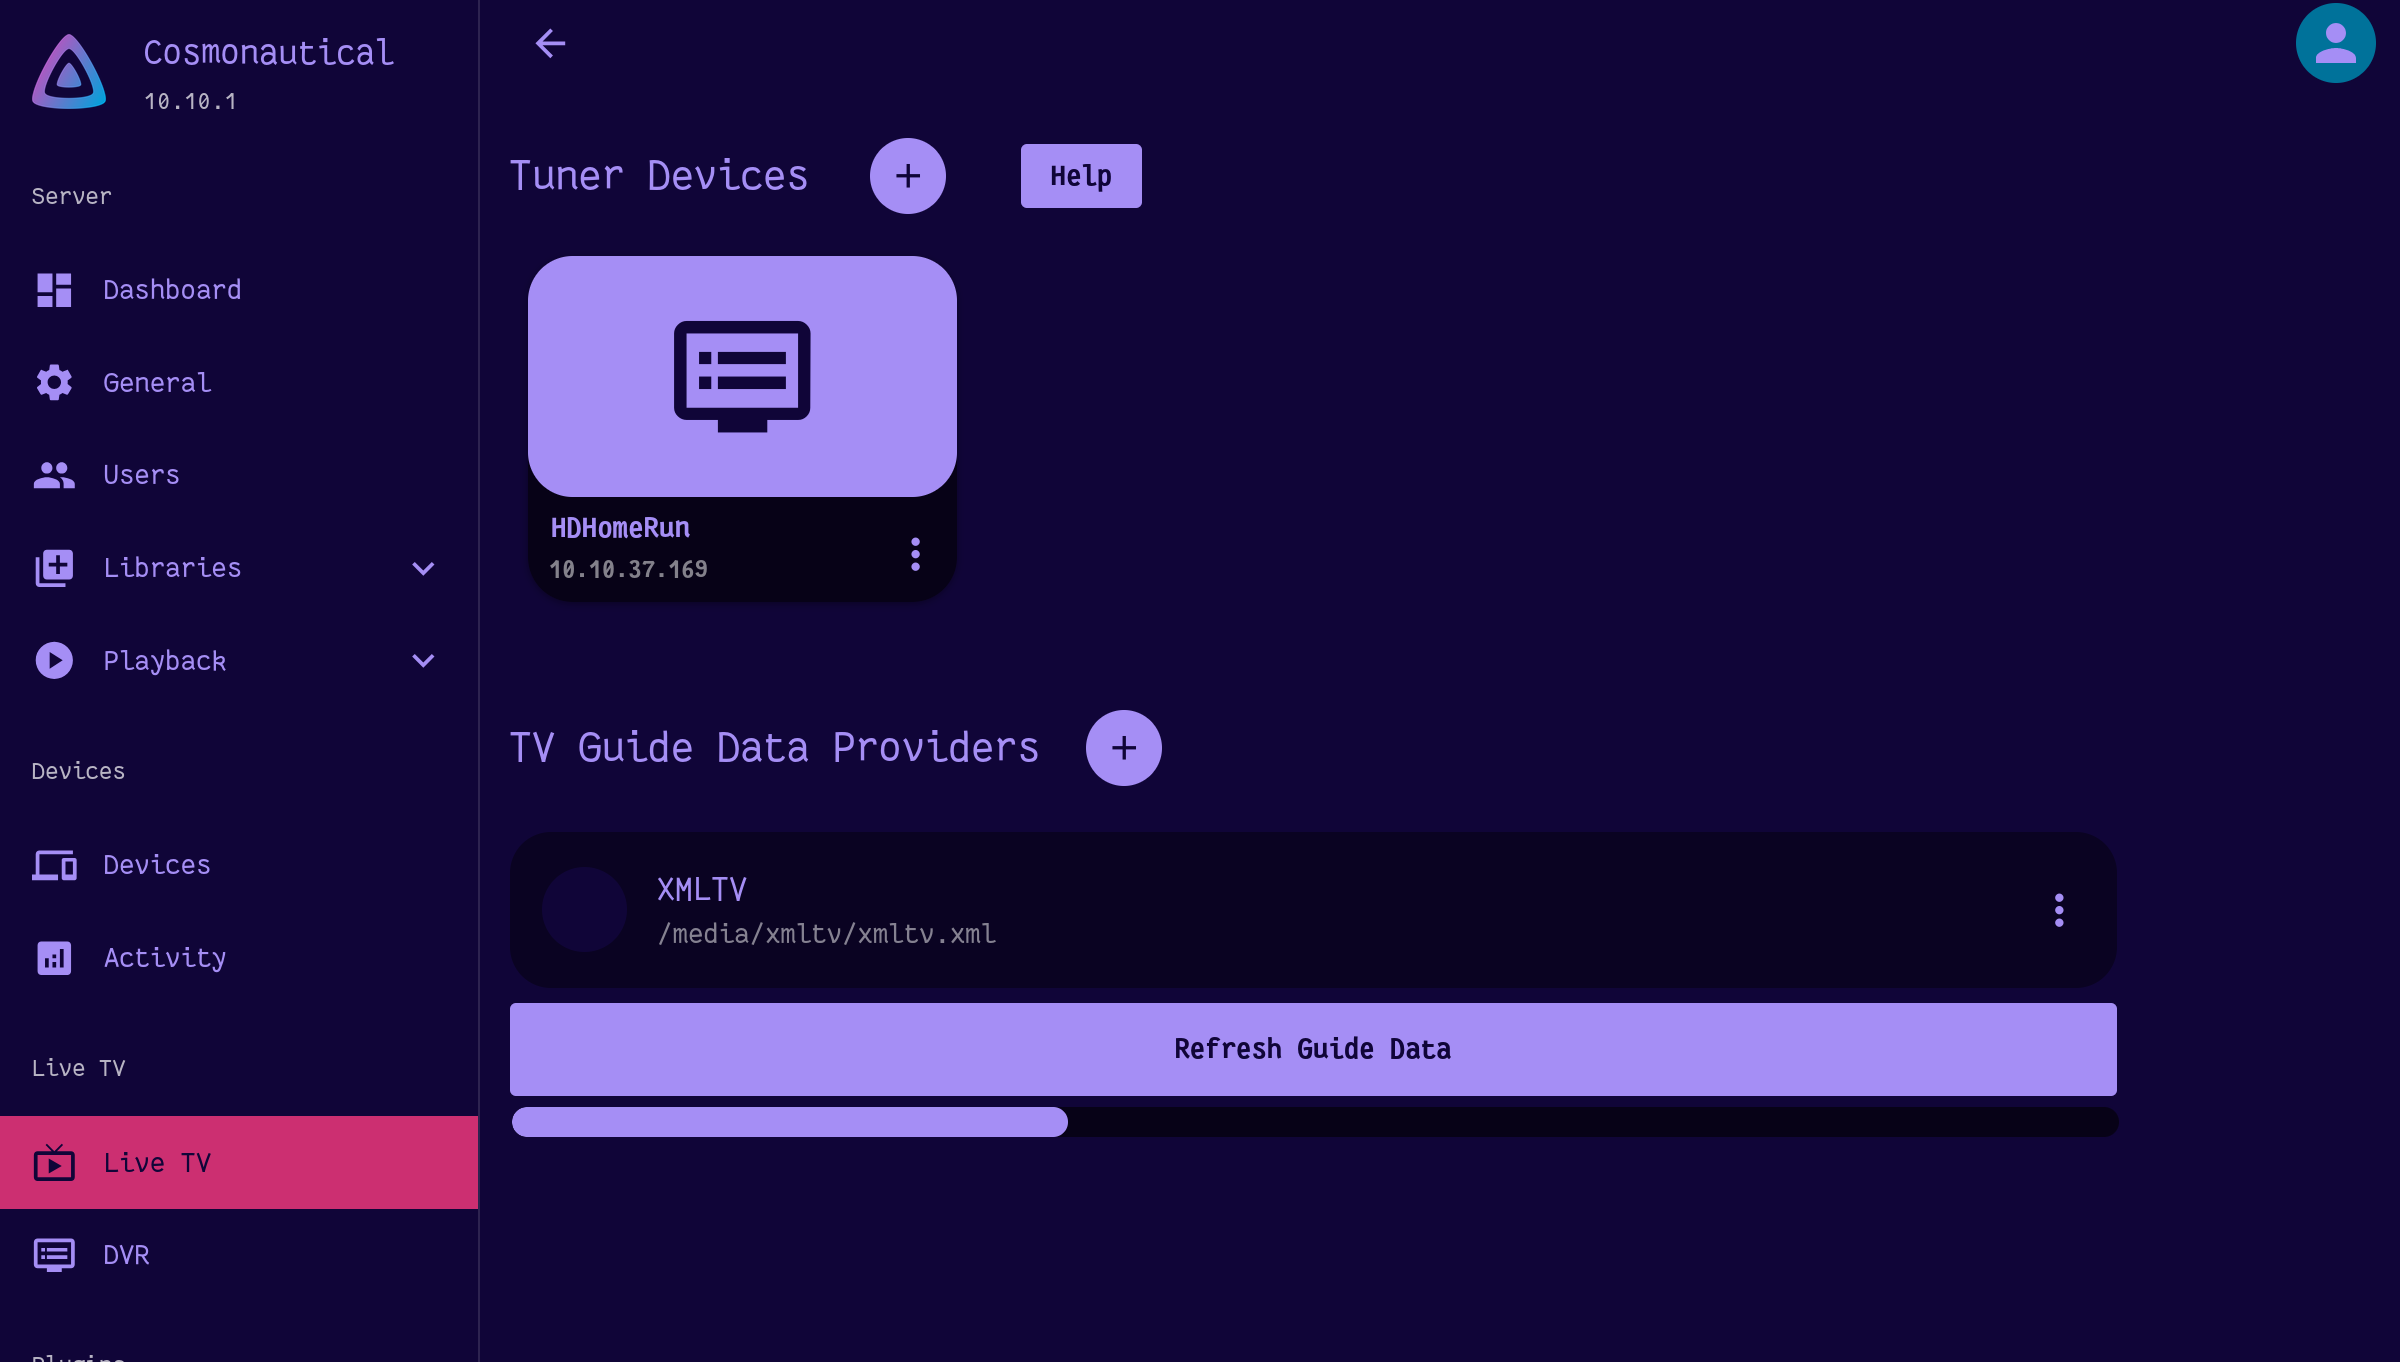 Cosmonautical
10.10.1
Server
Dashboard
General
Users
Libraries
Playback
Devices
Devices
Activity
Live TV
Live TV
DVR
Plugins
Tuner Devices
Help
HDHomeRun
10.10.37.169
TV Guide Data Providers
XMLTV
/media/xmltv/xmltv.xml
Refresh Guide Data